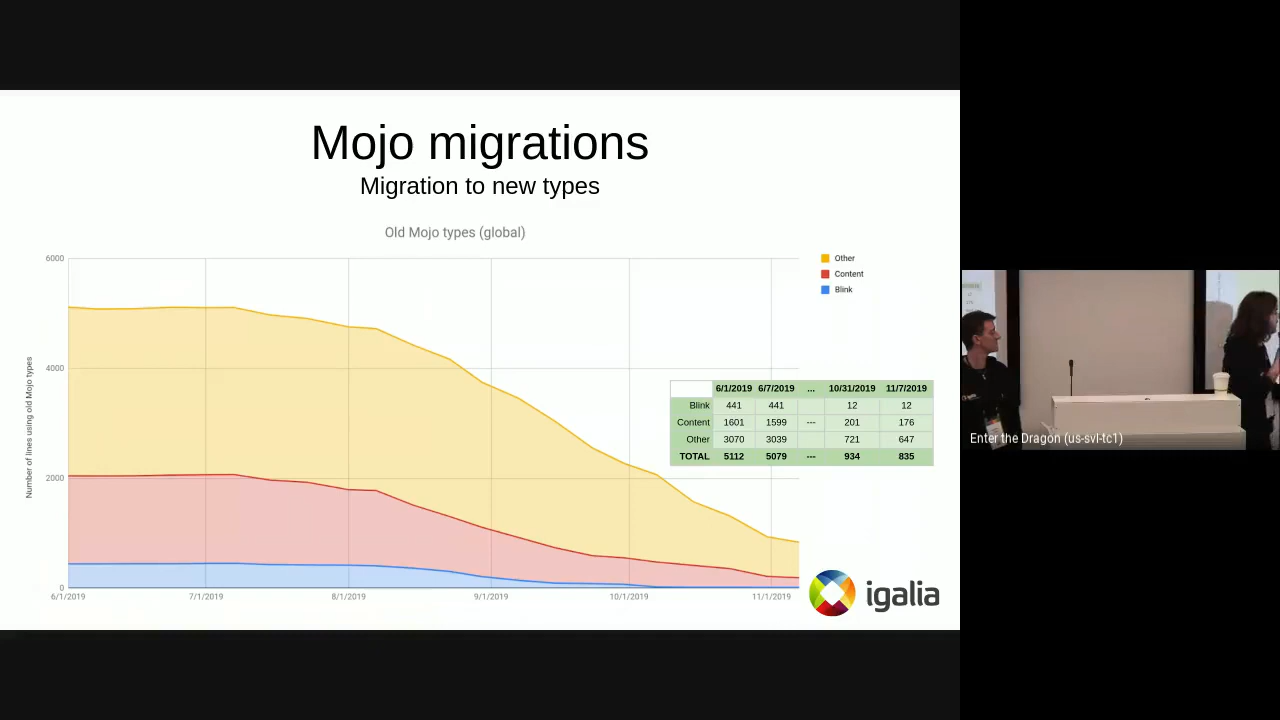 Mojo migrations
Migration to new types
Old Mojo types (global)
Number of lines using old Mojo types
6000
4000
2000
0
6/1/2019 7/1/2019 8/1/2019 9/1/2019 10/1/2019 11/1/2019
Other
Content
Blink
6/1/2019 6/7/2019 ... 10/31/2019 11/7/2019
Blink 441 441 12 12
Content 1601 1599 --- 201 176
Other 3070 3039 721 647
TOTAL 5112 5079 --- 934 835
igalia
Enter the Dragon (us-svl-tc1)